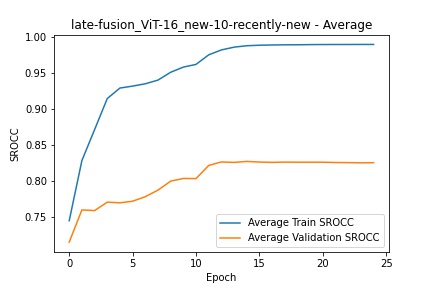 late-fusion_ViT-16_new-10-recently-new - Average
1.00
0.95
0.90
0.85
0.80
0.75
SROCC
Average Train SROCC
Average Validation SROCC
0 5 10 15 20 25
Epoch